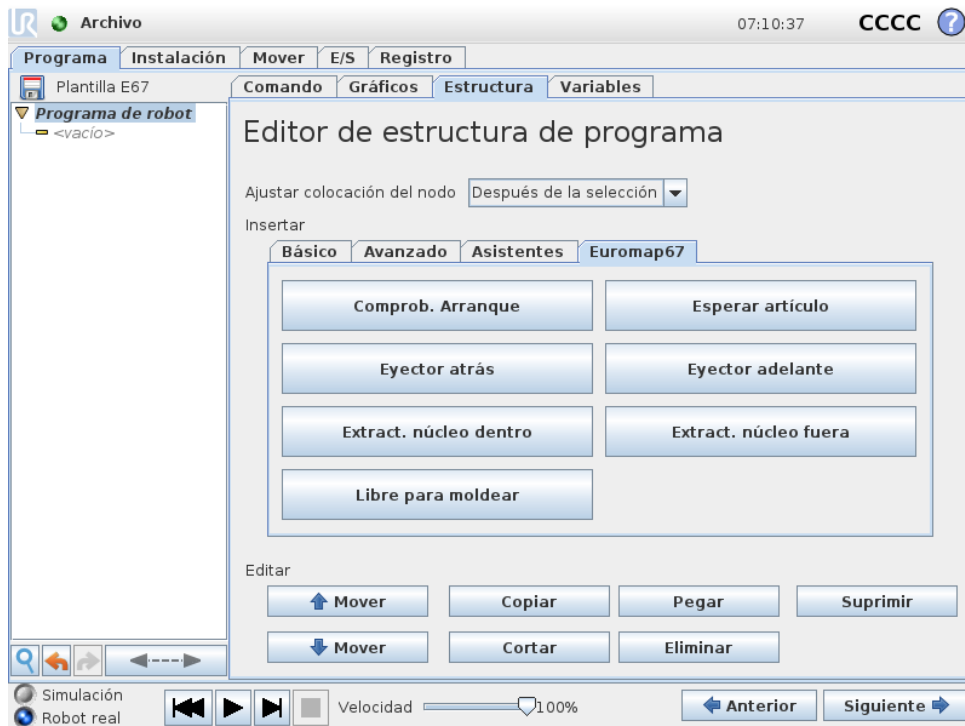 UR Archivo 07:10:37 CCCC ?
Programa Instalación Mover E/S Registro
Plantilla E67
Comando Gráficos Estructura Variables
Programa de robot
<vacío>
Editor de estructura de programa
Ajustar colocación del nodo Después de la selección
Insertar
Básico Avanzado Asistentes Euromap67
Comprob. Arranque Esperar artículo
Eyector atrás Eyector adelante
Extract. núcleo dentro Extract. núcleo fuera
Libre para moldear
Editar
Mover Copiar Pegar Suprimir
Mover Cortar Eliminar
Simulación
Robot real
Velocidad 100% Anterior Siguiente